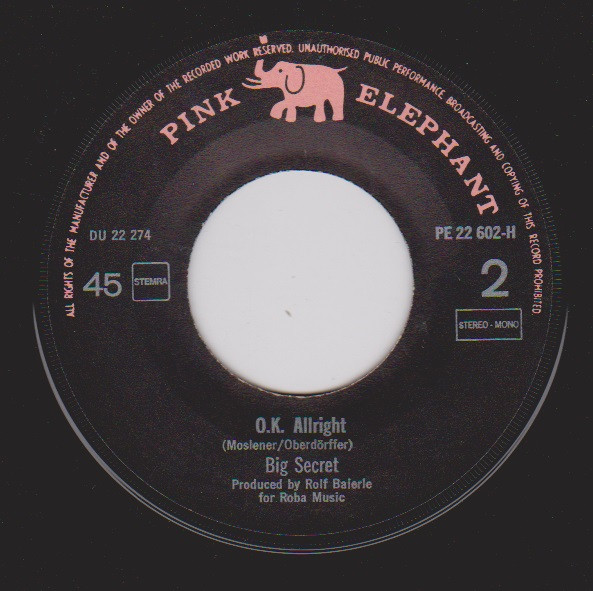 ALL RIGHTS OF THE MANUFACTURER AND OF THE OWNER OF THE RECORDED WORK RESERVED. UNAUTHORISED PUBLIC PERFORMANCE, BROADCASTING AND COPYING OF THIS RECORD PROHIBITED
PINK ELEPHANT
DU 22 274
PE 22 602-H
45
STEMRA
2
STEREO - MONO
O.K. Allright
(Moslener/Oberdörffer)
Big Secret
Produced by Rolf Baierle
for Roba Music